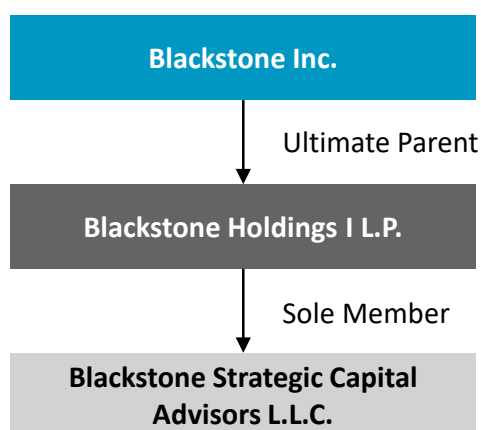 Blackstone Inc.
Ultimate Parent
Blackstone Holdings I L.P.
Sole Member
Blackstone Strategic Capital
Advisors L.L.C.